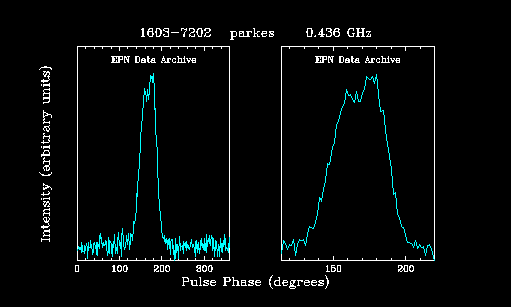 1603-7202 parkes 0.436 GHz
EPN Data Archive
EPN Data Archive
Intensity (arbitrary units)
0 100 200 300
150 200
Pulse Phase (degrees)